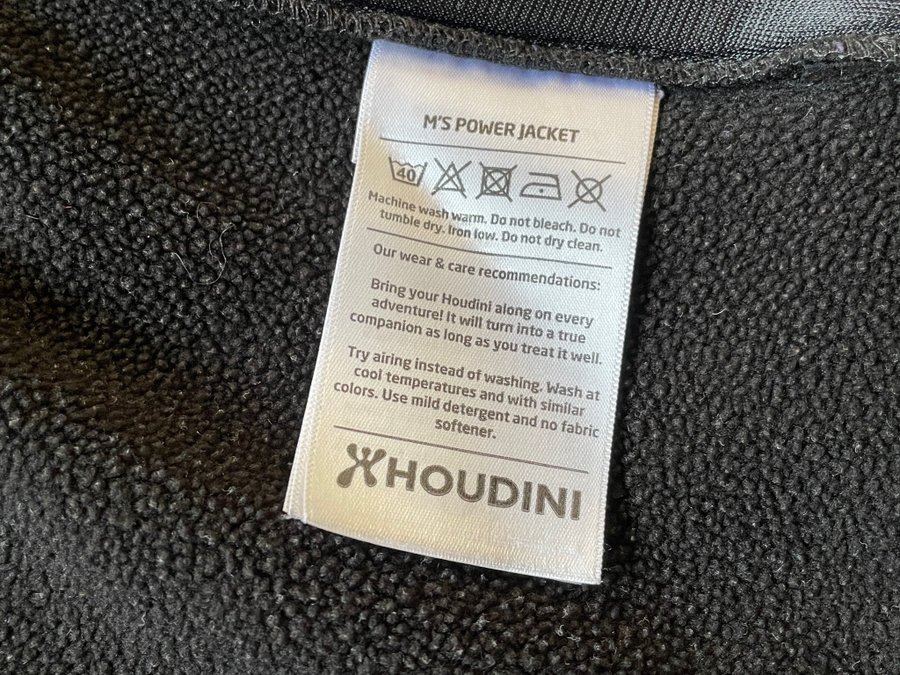 M'S POWER JACKET
40
Machine wash warm. Do not bleach. Do not
tumble dry. Iron low. Do not dry clean.
Our wear & care recommendations:
Bring your Houdini along on every
adventure! It will turn into a true
companion as long as you treat it well.
Try airing instead of washing. Wash at
cool temperatures and with similar
colors. Use mild detergent and no fabric
softener.
HOUDINI